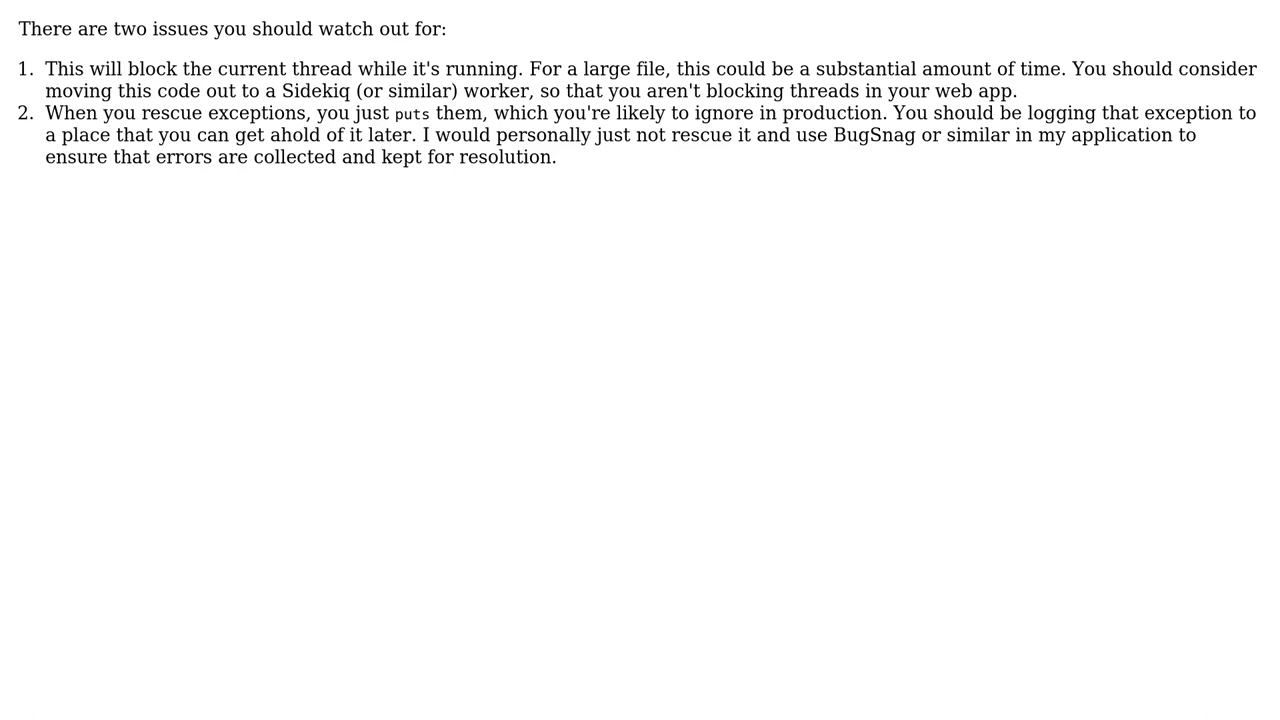 There are two issues you should watch out for:
1. This will block the current thread while it's running. For a large file, this could be a substantial amount of time. You should consider
moving this code out to a Sidekiq (or similar) worker, so that you aren't blocking threads in your web app.
2. When you rescue exceptions, you just puts them, which you're likely to ignore in production. You should be logging that exception to
a place that you can get ahold of it later. I would personally just not rescue it and use BugSnag or similar in my application to
ensure that errors are collected and kept for resolution.